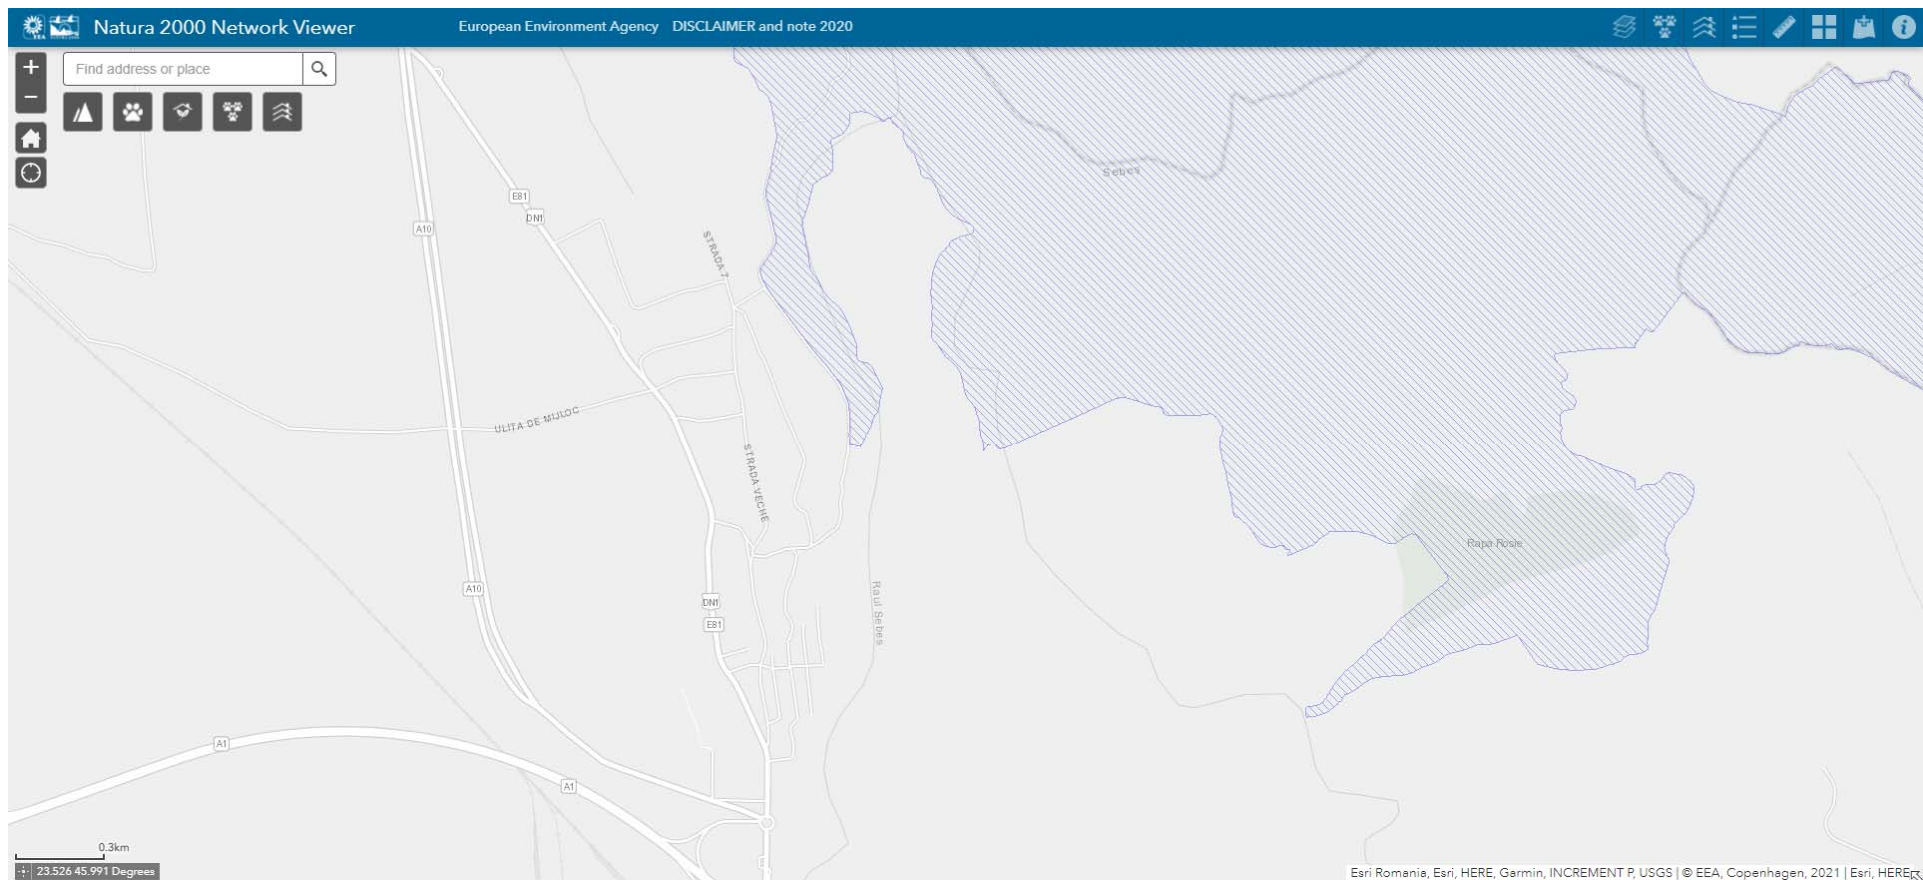 Natura 2000 Network Viewer
European Environment Agency DISCLAIMER and note 2020
Find address or place
Sebes
E81
DN1
A10
STRADA 7
ULITA DE MIJLOC
STRADA VECHE
Rapa Rosie
A10
DN1
E81
Raul Sebes
A1
A1
0.3km
23.526 45.991 Degrees
Esri Romania, Esri, HERE, Garmin, INCREMENT P, USGS | © EEA, Copenhagen, 2021 | Esri, HERE